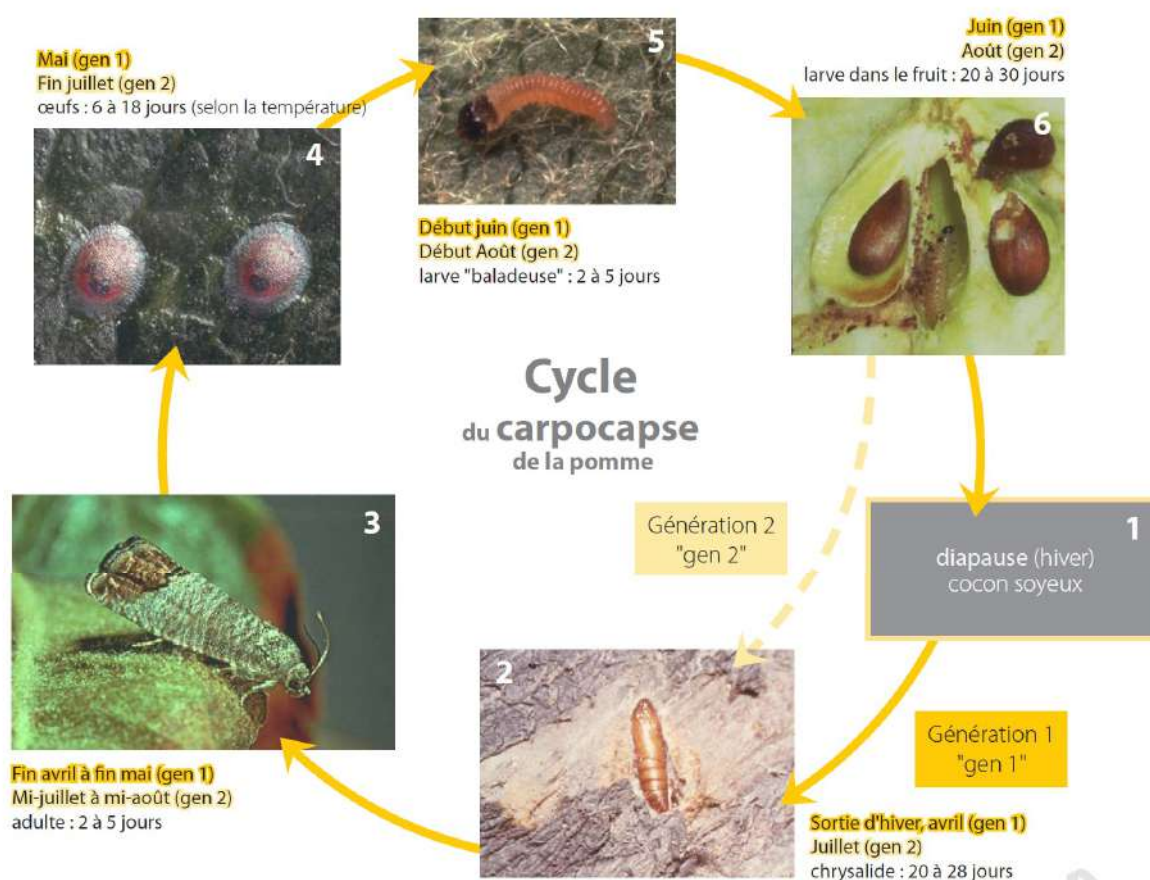 Mai (gen 1)
Fin juillet (gen 2)
œufs : 6 à 18 jours (selon la température)
4
5
Début juin (gen 1)
Début Août (gen 2)
larve "baladeuse" : 2 à 5 jours
Juin (gen 1)
Août (gen 2)
larve dans le fruit : 20 à 30 jours
6
Cycle
du carpocapse
de la pomme
3
Fin avril à fin mai (gen 1)
Mi-juillet à mi-août (gen 2)
adulte : 2 à 5 jours
Génération 2
"gen 2"
1
diapause (hiver)
cocon soyeux
2
Génération 1
"gen 1"
Sortie d'hiver, avril (gen 1)
Juillet (gen 2)
chrysalide : 20 à 28 jours